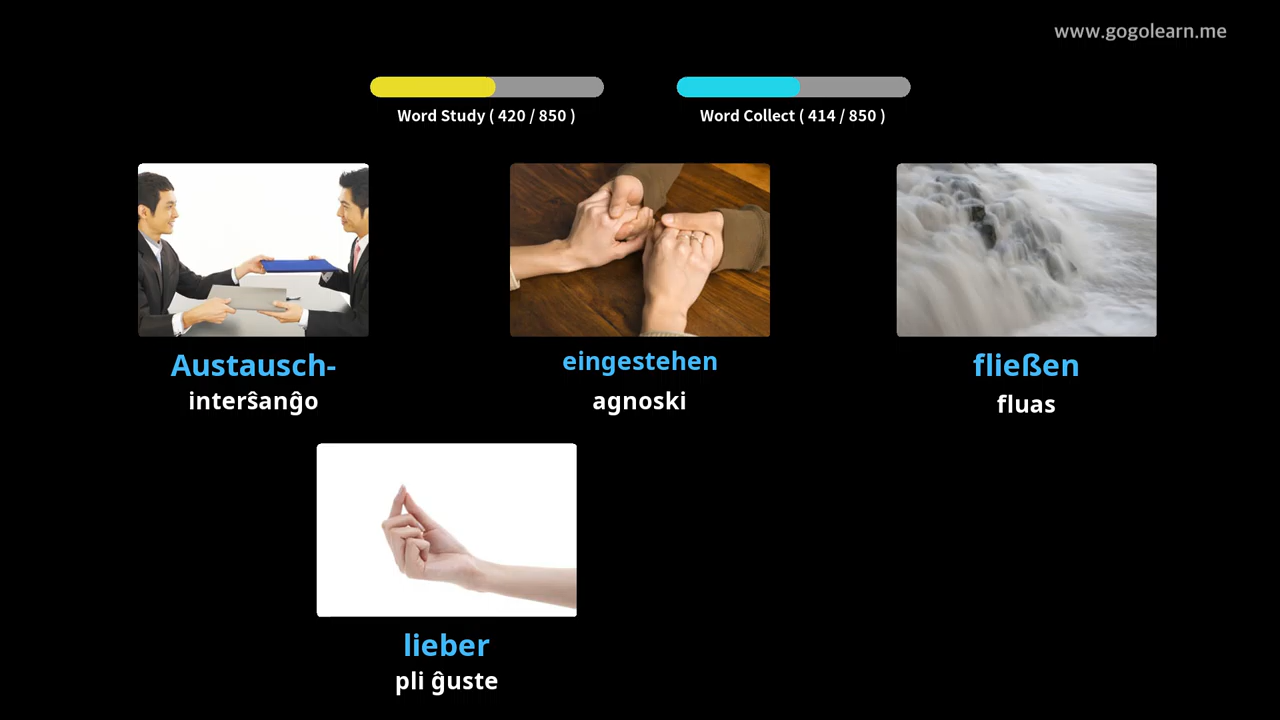 www.gogolearn.me
Word Study ( 420 / 850 )
Word Collect ( 414 / 850 )
Austausch-
interŝanĝo
eingestehen
agnoski
fließen
fluas
lieber
pli ĝuste